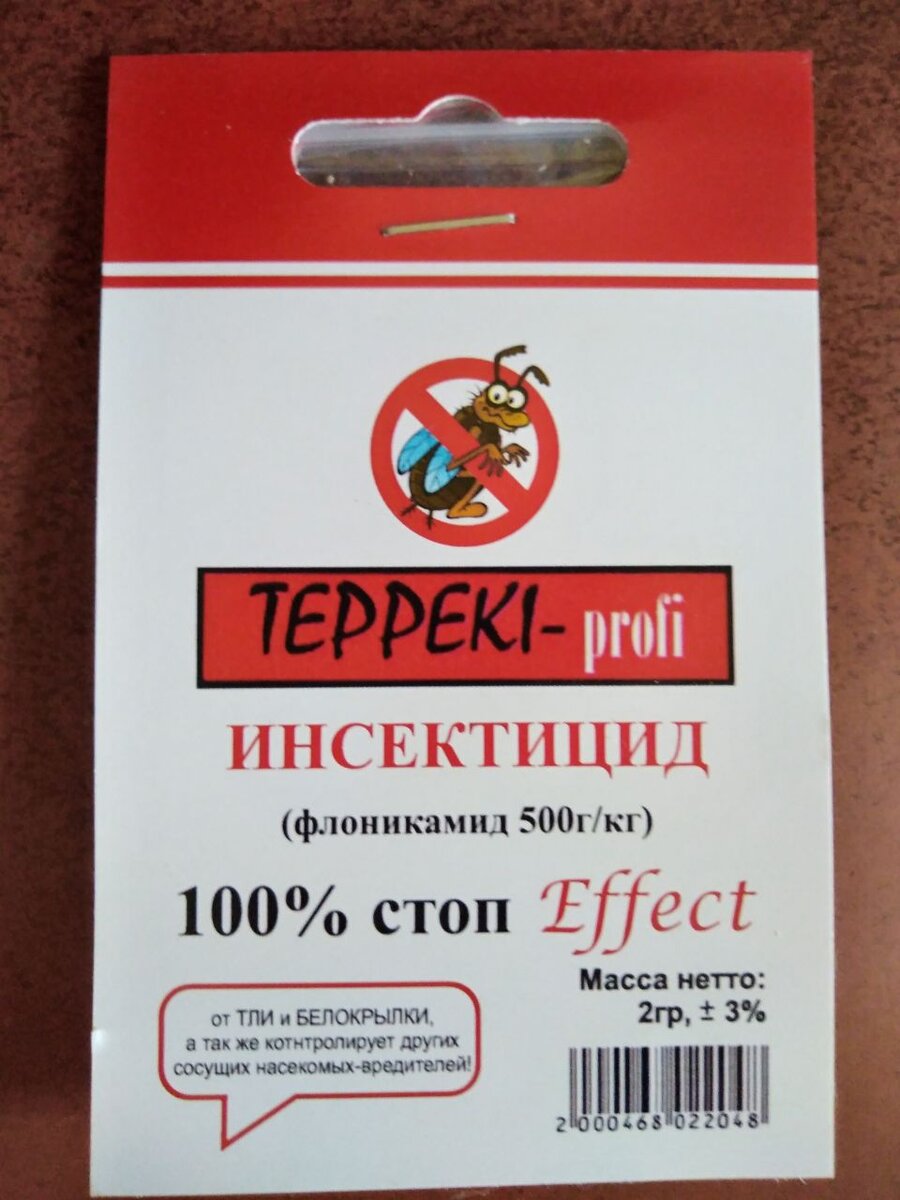 TEPPEKI- profi
ИНСЕКТИЦИД
(флоникамид 500г/кг)
100% стоп Effect
Масса нетто:
2гр, ± 3%
от ТЛИ и БЕЛОКРЫЛКИ,
а так же котнтролирует других
сосущих насекомых-вредителей!
2 000468 022048